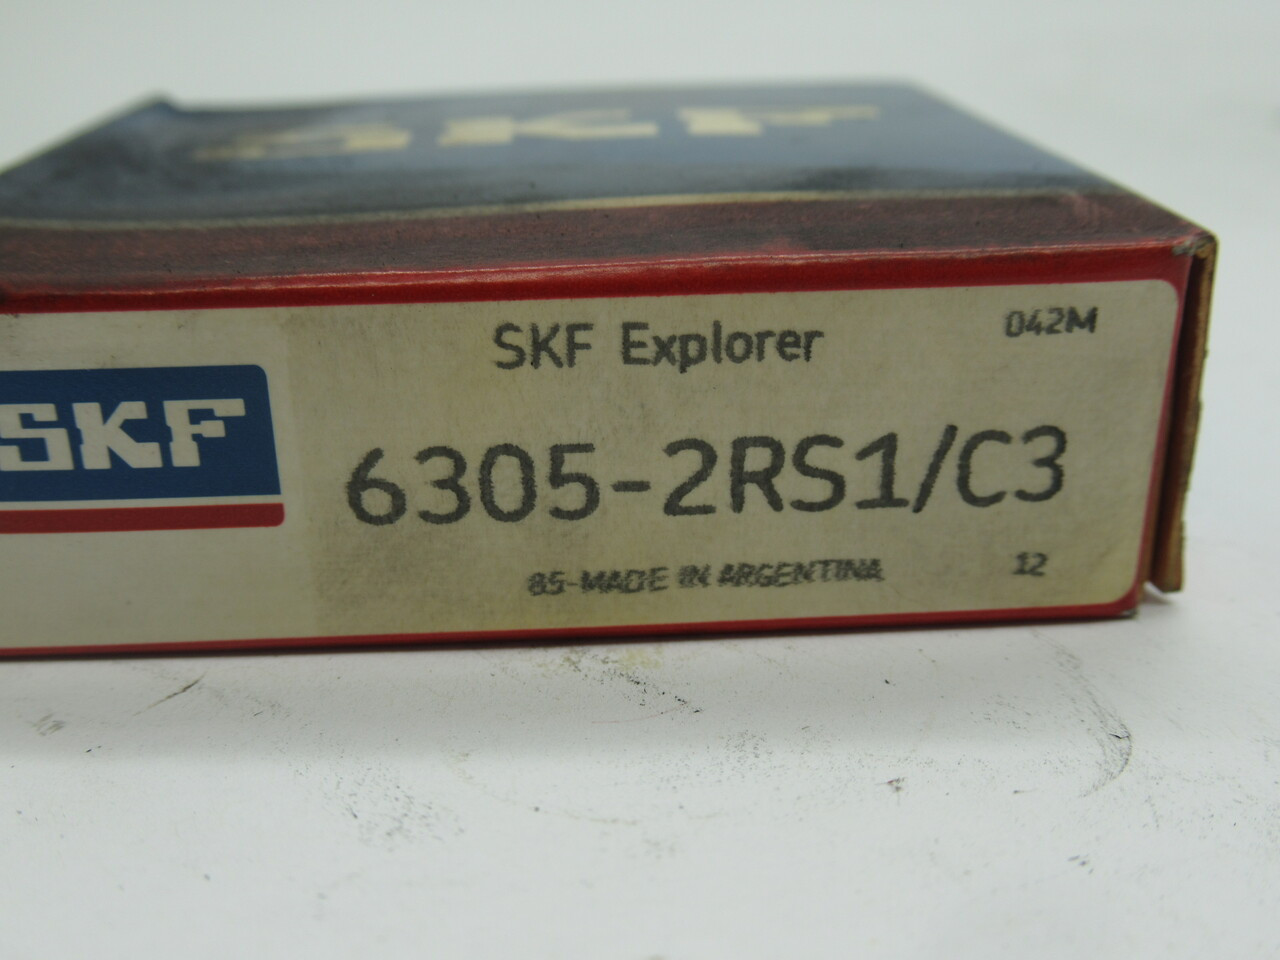 SKF
SKF Explorer
042M
SKF
6305-2RS1/C3
85-MADE IN ARGENTINA
12